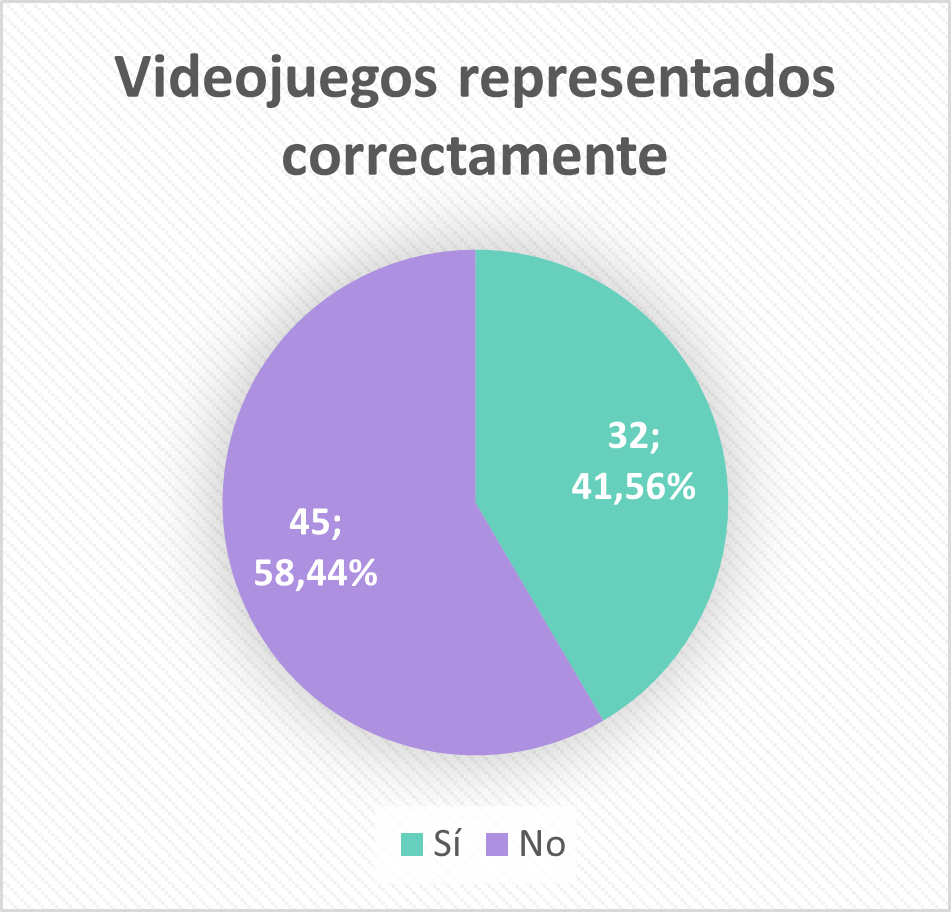 Videojuegos representados
correctamente
32;
41,56%
45;
58,44%
Sí No